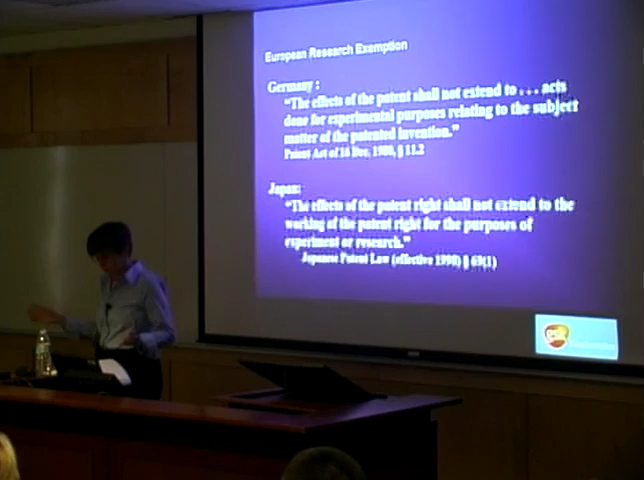 European Research Exemption
Germany :
"The effects of the patent shall not extend to . . . acts
done for experimental purposes relating to the subject
matter of the patented invention."
Patent Act of 16 Dec. 1980, § 11.2
Japan:
"The effects of the patent right shall not extend to the
working of the patent right for the purposes of
experiment or research."
Japanese Patent Law (effective 1998) § 69(1)
gsk